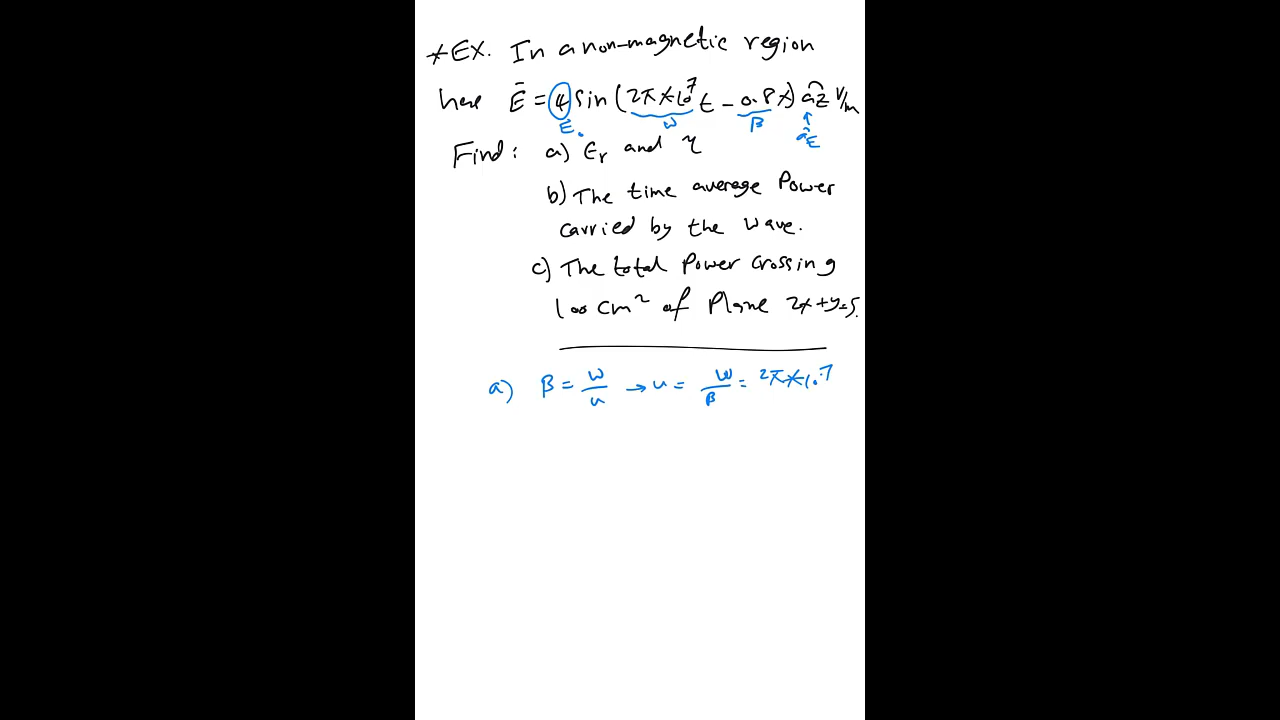 *EX. In a non-magnetic region
here Ē = 4 sin (2π*10⁷ t - 0.8x) âz V/m
E₀ ω β âE
Find: a) εr and η
b) The time average Power
carried by the wave.
c) The total Power crossing
100 cm² of Plane 2x+y=5.
a) β = ω/u → u = ω/β = 2π*10⁷